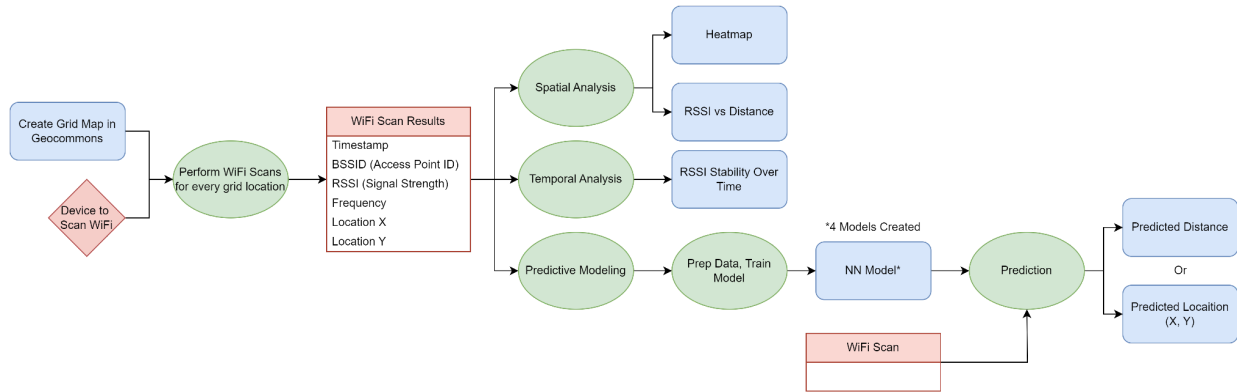 Create Grid Map in
Geocommons
Device to
Scan WiFi
Perform WiFi Scans
for every grid location
WiFi Scan Results
Timestamp
BSSID (Access Point ID)
RSSI (Signal Strength)
Frequency
Location X
Location Y
Spatial Analysis
Heatmap
RSSI vs Distance
Temporal Analysis
RSSI Stability Over
Time
Predictive Modeling
Prep Data, Train
Model
*4 Models Created
NN Model*
Prediction
WiFi Scan
Predicted Distance
Or
Predicted Locaition
(X, Y)